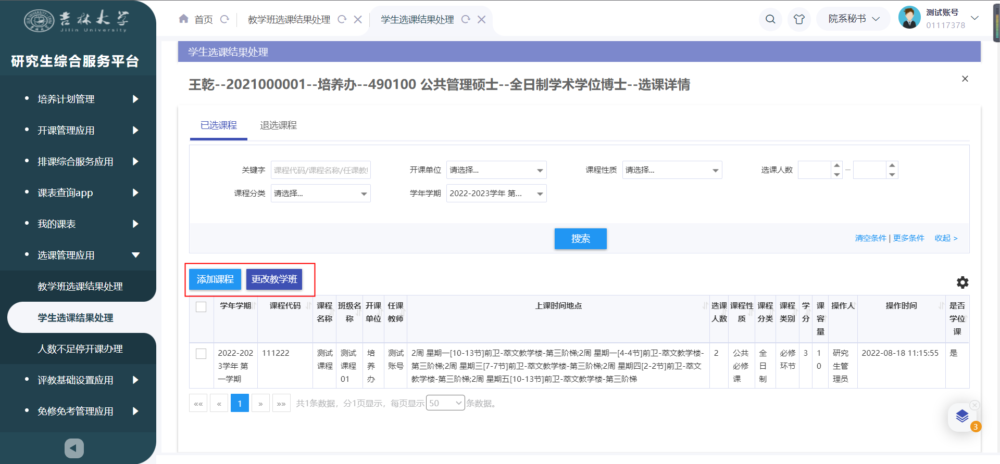 吉林大学
Jilin University
研究生综合服务平台
培养计划管理
开课管理应用
排课综合服务应用
课表查询app
我的课表
选课管理应用
教学班选课结果处理
学生选课结果处理
人数不足停开课办理
评教基础设置应用
免修免考管理应用
首页
教学班选课结果处理
学生选课结果处理
院系秘书
测试账号
01117378
学生选课结果处理
王乾--2021000001--培养办--490100 公共管理硕士--全日制学术学位博士--选课详情
已选课程 退选课程
关键字 课程代码/课程名称/任课教 开课单位 请选择... 课程性质 请选择... 选课人数 –
课程分类 请选择... 学年学期 2022-2023学年 第...
搜索
清空条件 | 更多条件 收起 >
添加课程 更改教学班
学年学期 课程代码 课程名称 班级名称 开课单位 任课教师 上课时间地点 选课人数 课程性质 课程分类 课程类别 学分 课容量 操作人 操作时间 是否学位课
2022-2023学年 第一学期 111222 测试课程 测试课程01 培养办 测试账号 2周 星期一[10-13节]前卫-萃文教学楼-第三阶梯;2周 星期一[4-4节]前卫-萃文教学楼-第三阶梯;2周 星期三[7-7节]前卫-萃文教学楼-第三阶梯;2周 星期四[2-2节]前卫-萃文教学楼-第三阶梯;2周 星期五[10-13节]前卫-萃文教学楼-第三阶梯 2 公共必修课 全日制 必修环节 3 10 研究生管理员 2022-08-18 11:15:55 是
«« « 1 » »» 共1条数据，分1页显示，每页显示 50 条数据。
3